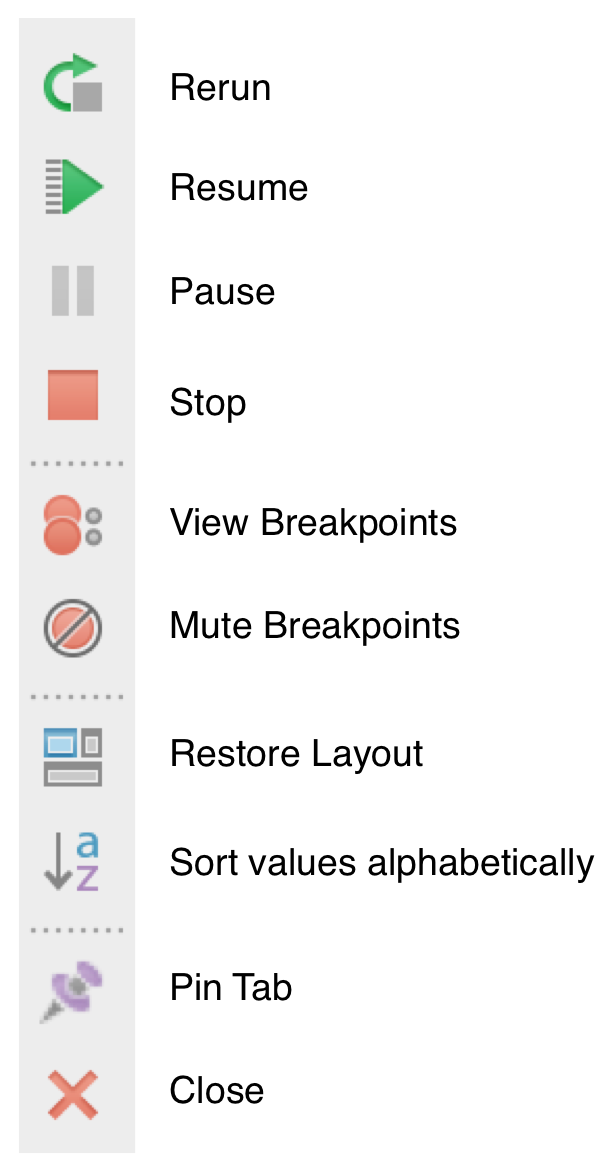 Rerun
Resume
Pause
Stop
View Breakpoints
Mute Breakpoints
Restore Layout
a
z
Sort values alphabetically
Pin Tab
Close